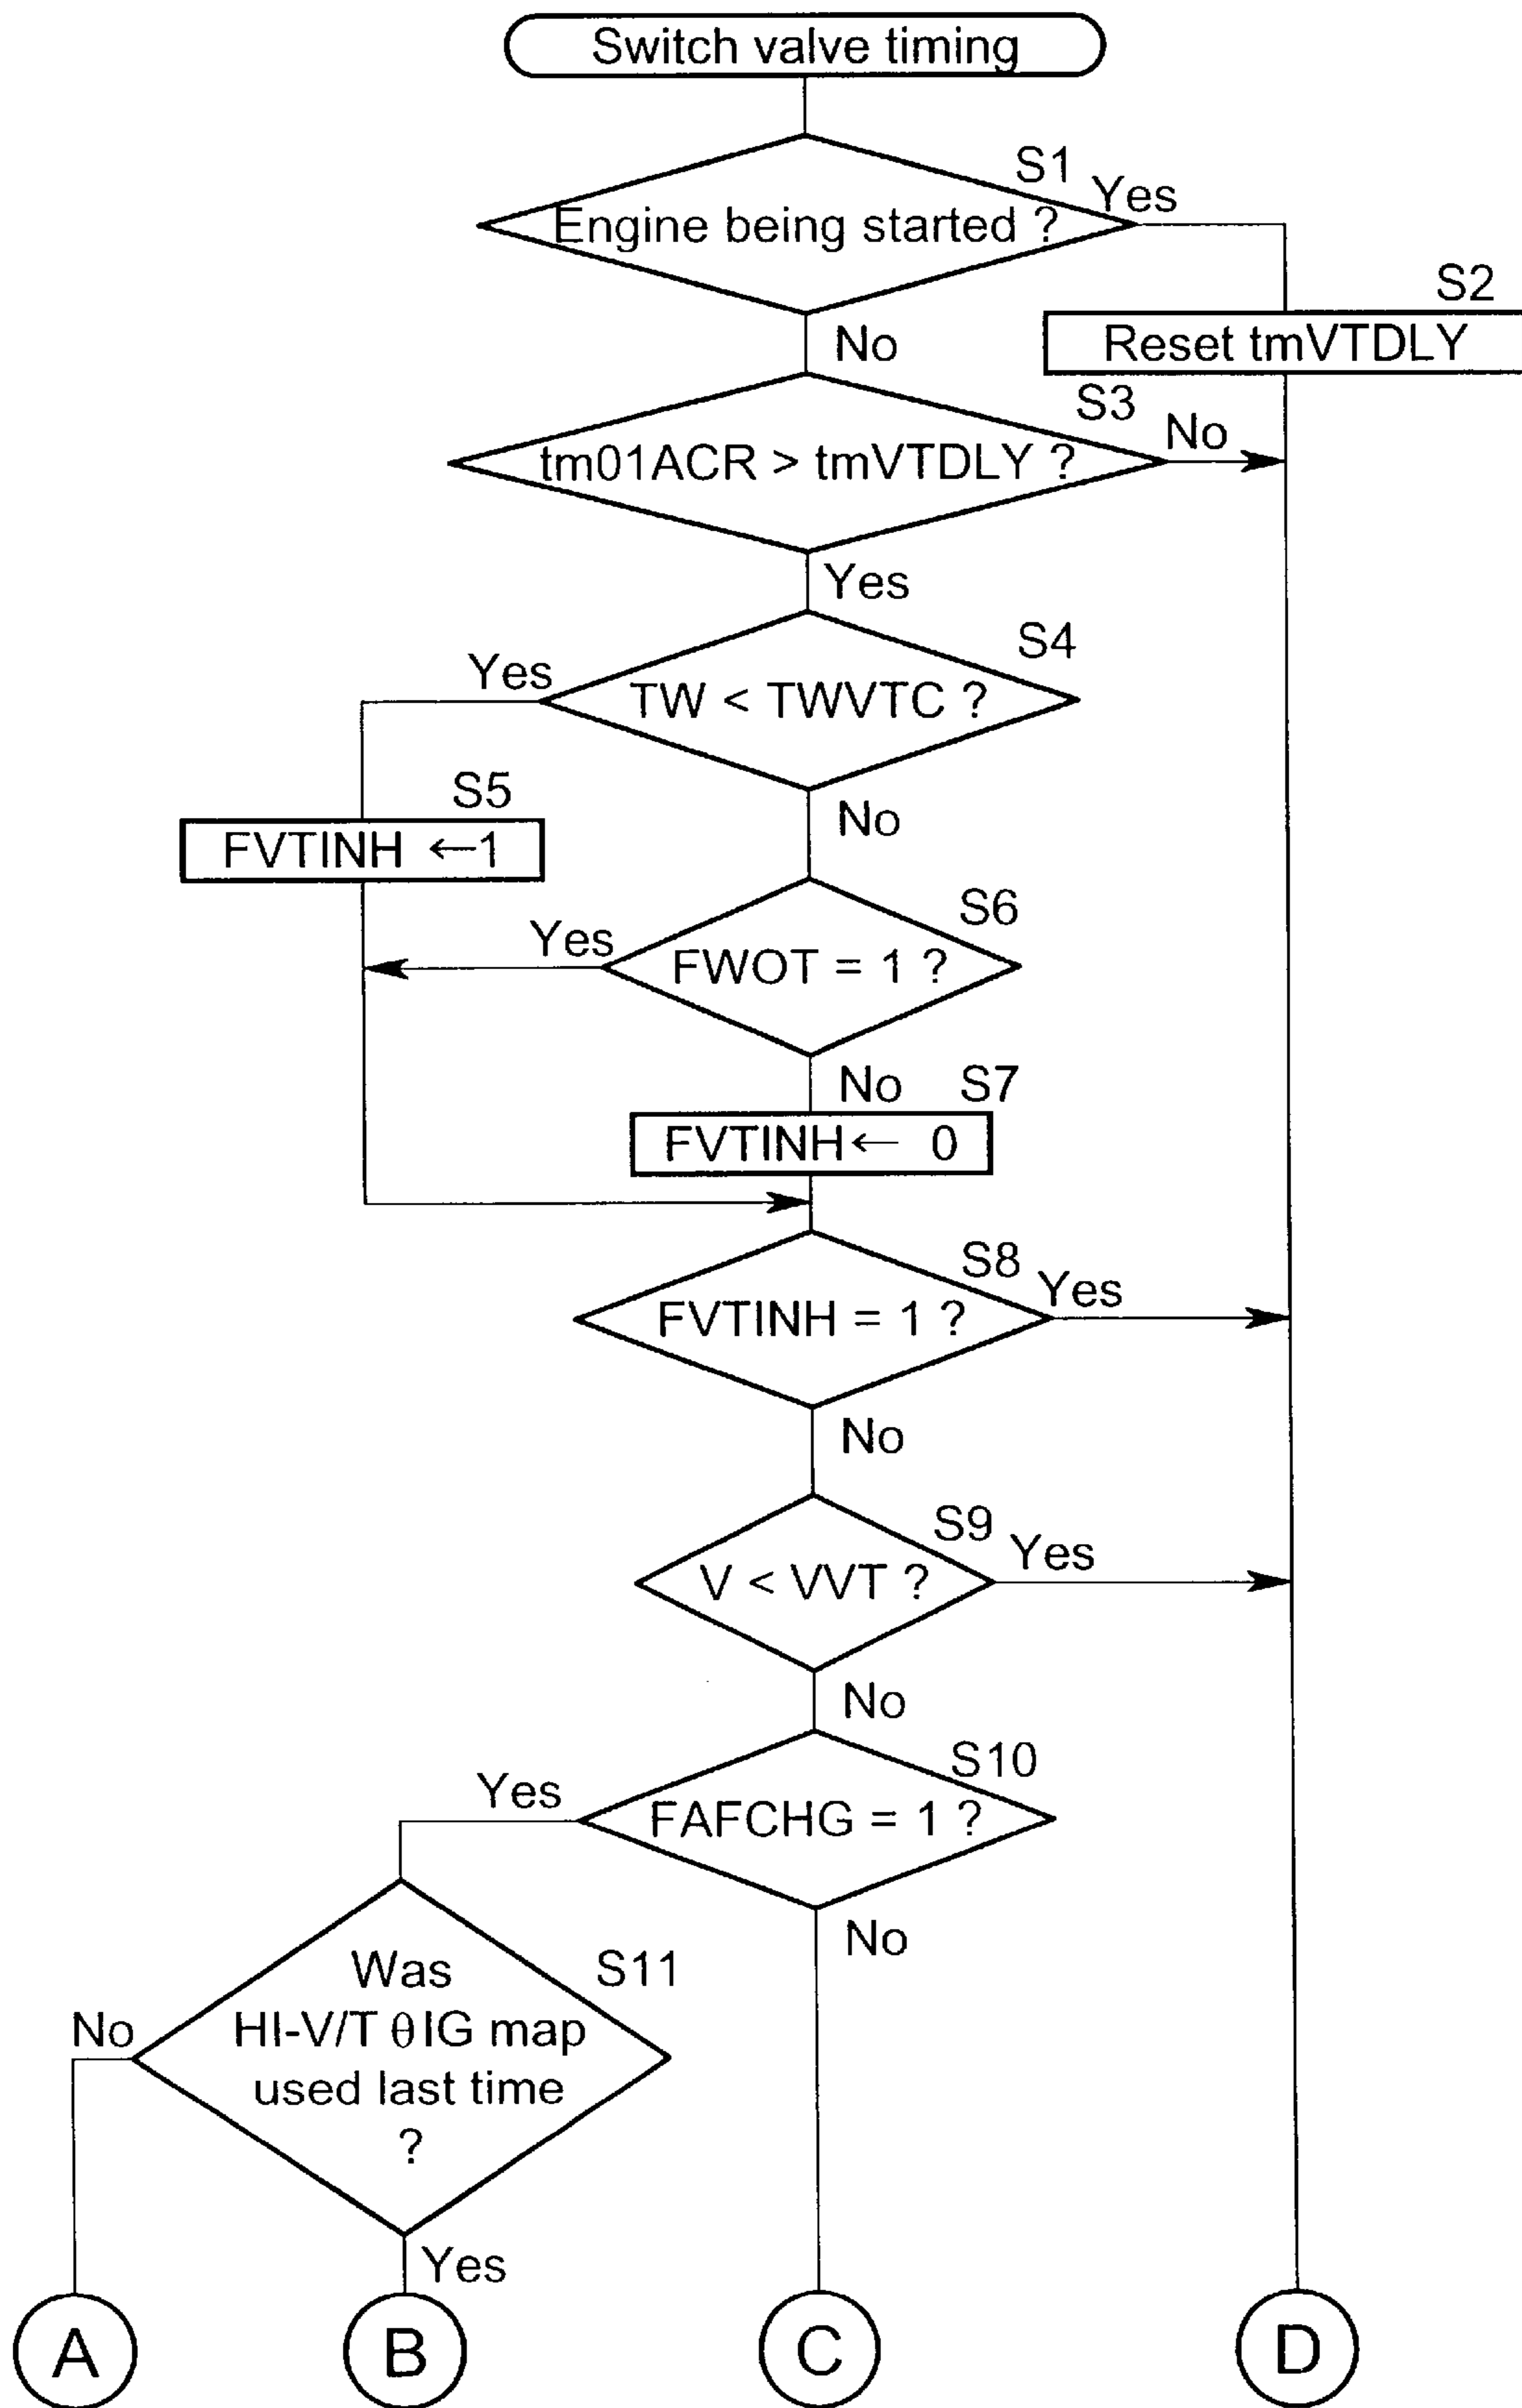 Switch valve timing
S1
Yes
Engine being started ?
S2
No
Reset tmVTDLY
S3
No
tm01ACR > tmVTDLY ?
Yes
S4
Yes
TW < TWVTC ?
S5
No
FVTINH ←1
S6
Yes
FWOT = 1 ?
No
S7
FVTINH← 0
S8
Yes
FVTINH = 1 ?
No
S9
Yes
V < VVT ?
No
S10
Yes
FAFCHG = 1 ?
No
Was
S11
No
HI-V/T θIG map
used last time
?
Yes
A
B
C
D